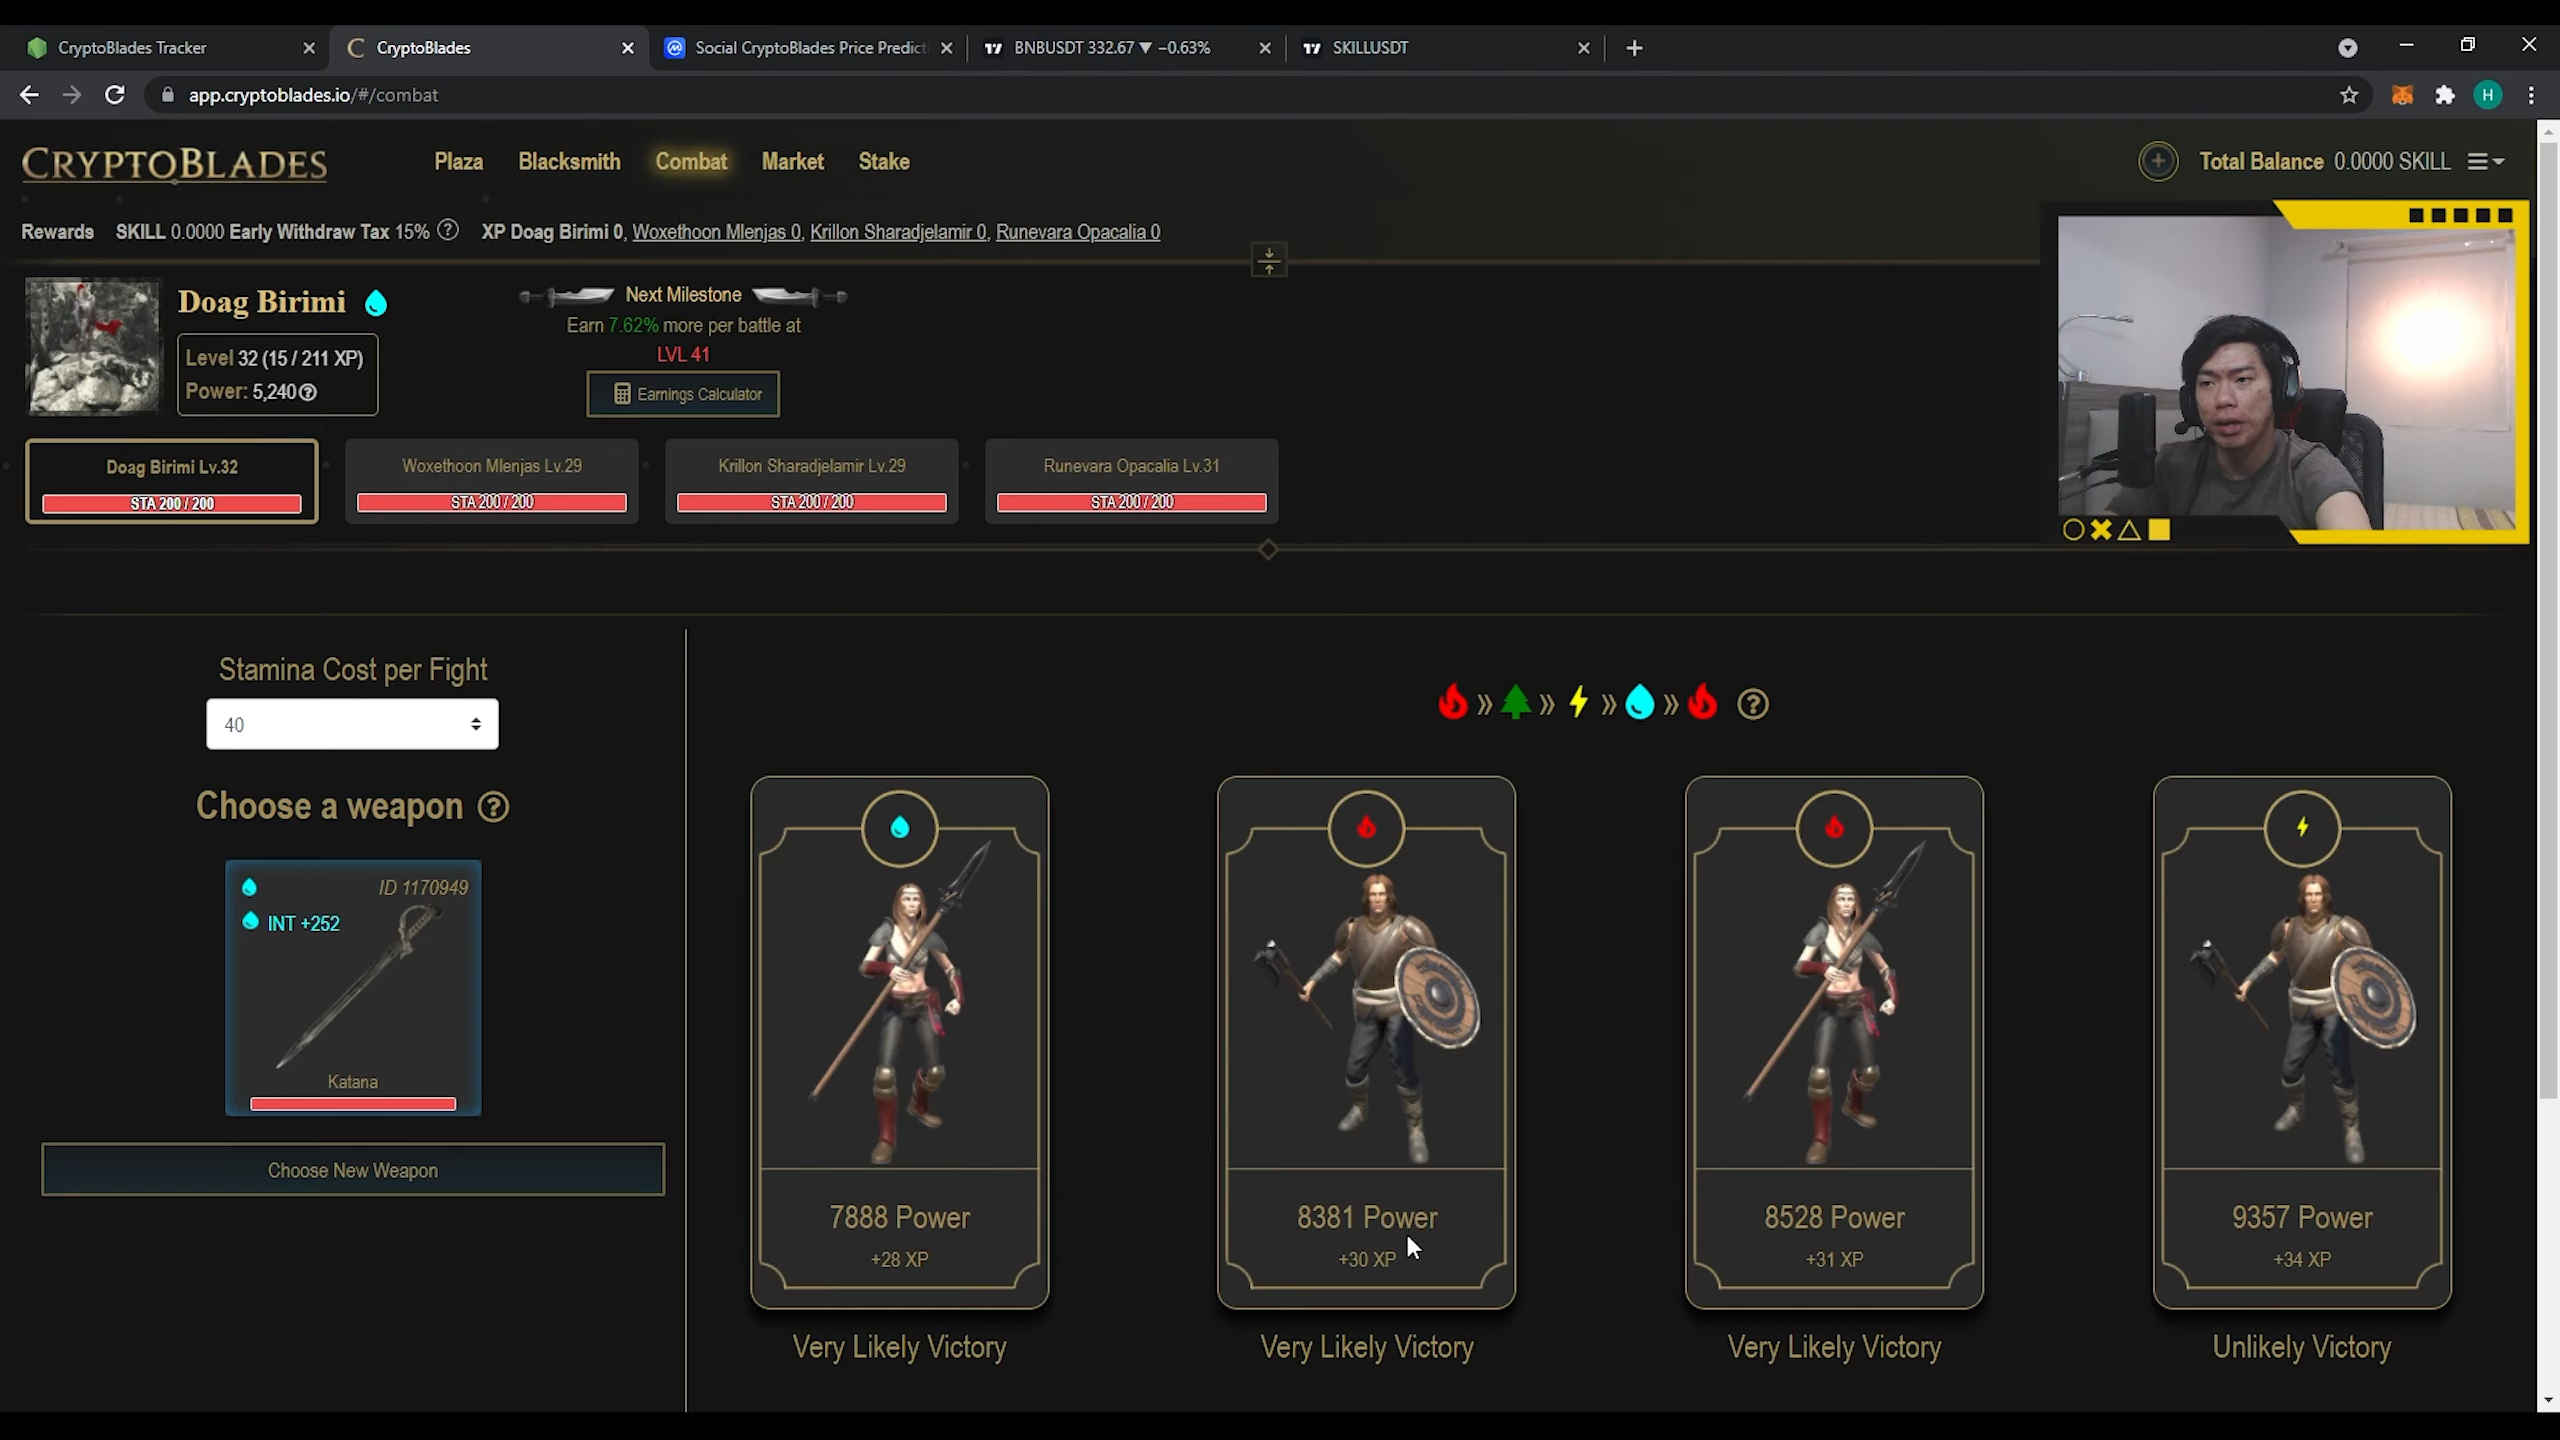 CryptoBlades Tracker
CryptoBlades
Social CryptoBlades Price Predict
BNBUSDT 332.67 ▼ −0.63%
SKILLUSDT
app.cryptoblades.io/#/combat
H
CRYPTOBLADES
Plaza Blacksmith Combat Market Stake
Total Balance 0.0000 SKILL
Rewards SKILL 0.0000 Early Withdraw Tax 15% ? XP Doag Birimi 0, Woxethoon Mlenjas 0, Krillon Sharadjelamir 0, Runevara Opacalia 0
Doag Birimi
Level 32 (15 / 211 XP)
Power: 5,240 ?
Next Milestone
Earn 7.62% more per battle at
LVL 41
Earnings Calculator
Doag Birimi Lv.32
STA 200 / 200
Woxethoon Mlenjas Lv.29
STA 200 / 200
Krillon Sharadjelamir Lv.29
STA 200 / 200
Runevara Opacalia Lv.31
STA 200 / 200
Stamina Cost per Fight
40
Choose a weapon ?
ID 1170949
INT +252
Katana
Choose New Weapon
» » » » ?
7888 Power
+28 XP
Very Likely Victory
8381 Power
+30 XP
Very Likely Victory
8528 Power
+31 XP
Very Likely Victory
9357 Power
+34 XP
Unlikely Victory